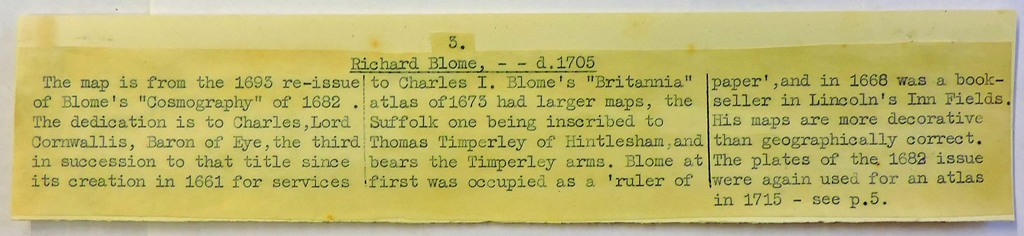 3.
Richard Blome, - - d.1705
The map is from the 1693 re-issue
of Blome's "Cosmography" of 1682 .
The dedication is to Charles,Lord
Cornwallis, Baron of Eye,the third
in succession to that title since
its creation in 1661 for services
to Charles I. Blome's "Britannia"
atlas of1673 had larger maps, the
Suffolk one being inscribed to
Thomas Timperley of Hintlesham,and
bears the Timperley arms. Blome at
first was occupied as a 'ruler of
paper',and in 1668 was a book-
seller in Lincoln's Inn Fields.
His maps are more decorative
than geographically correct.
The plates of the 1682 issue
were again used for an atlas
in 1715 - see p.5.